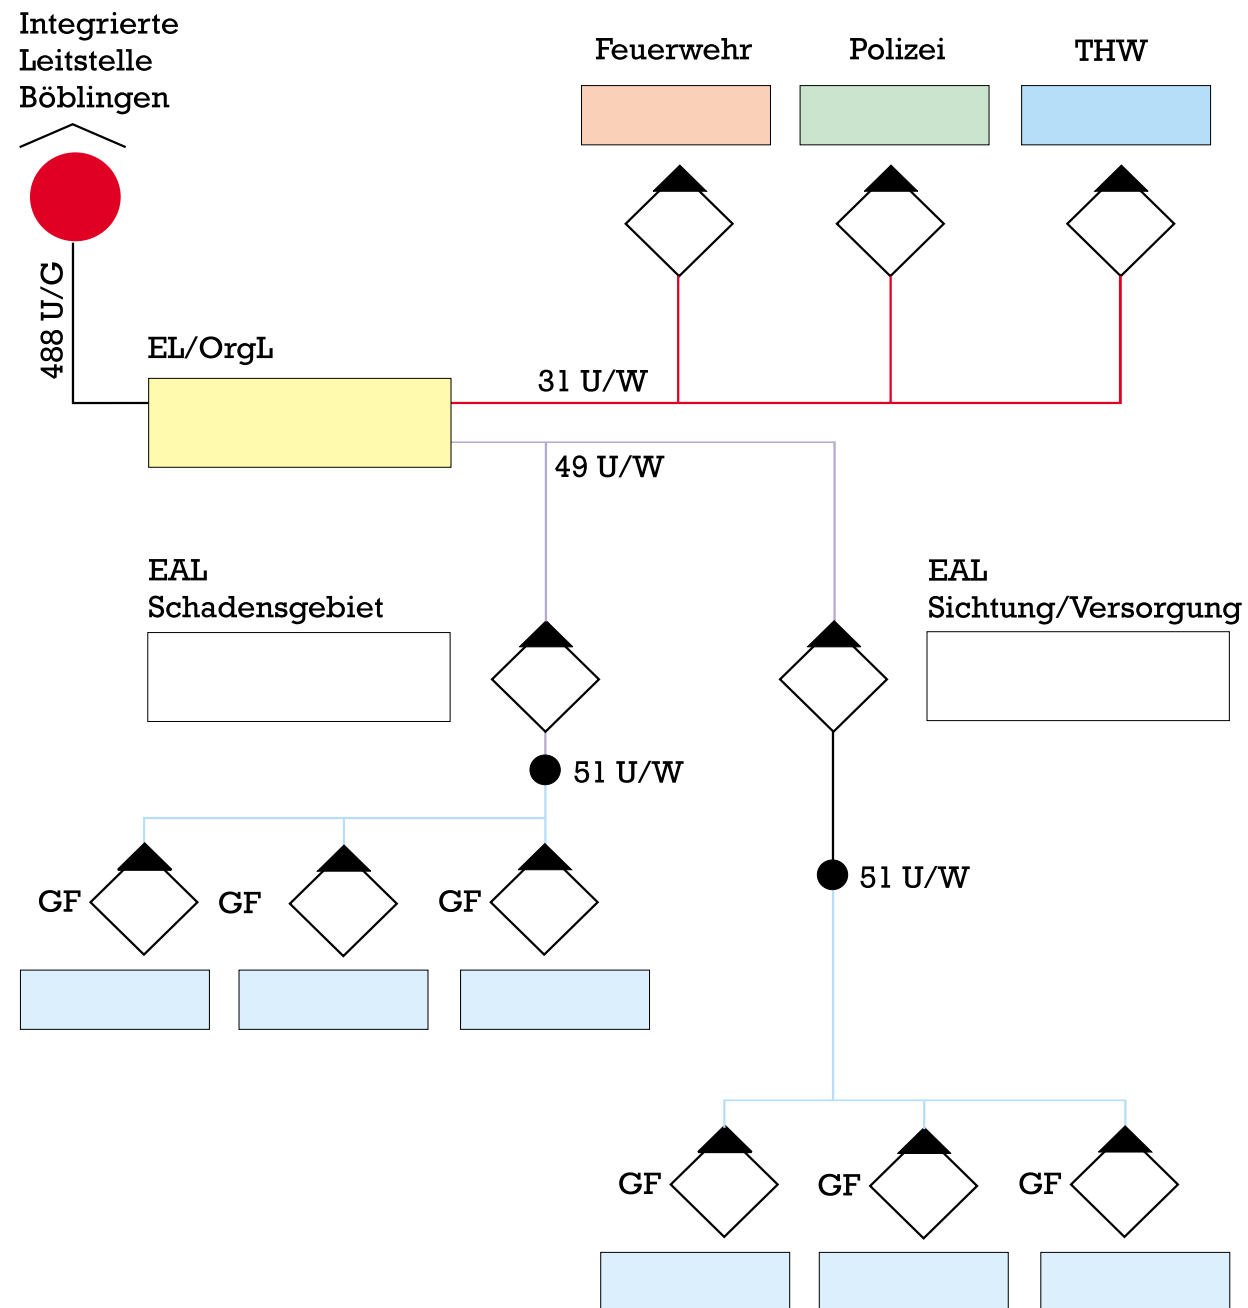 Integrierte
Leitstelle
Böblingen
Feuerwehr
Polizei
THW
488 U/G
EL/OrgL
31 U/W
49 U/W
EAL
Schadensgebiet
EAL
Sichtung/Versorgung
51 U/W
GF
GF
GF
51 U/W
GF
GF
GF